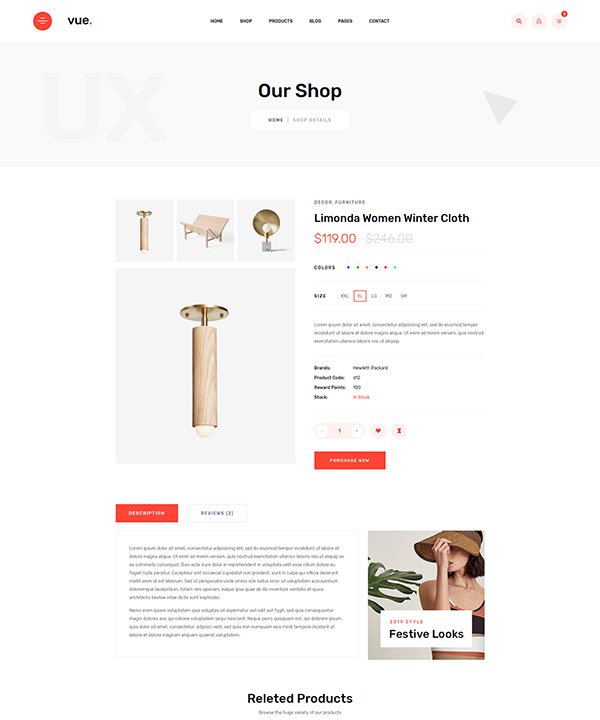 vue.
HOME SHOP PRODUCTS BLOG PAGES CONTACT
UX
Our Shop
HOME | SHOP DETAILS
DECOR, FURNITURE
Limonda Women Winter Cloth
$119.00 $246.00
COLORS
SIZE XXL XL LG MD SM
Lorem ipsum dolor sit amet, consectetur adipisicing elit, sed do eiusmod tempor incididunt
ut labore et dolore magna aliqua. Ut enim ad minim veniam, quis nostrud
exercitation ullamco laboris nisi ut aliquip.
Brands: Hewlett-Packard
Product Code: d12
Reward Points: 100
Stock: In Stock
- 1 +
PURCHASE NOW
DESCRIPTION REVIEWS (2)
Lorem ipsum dolor sit amet, consectetur adipisicing elit, sed do eiusmod tempor incididunt ut labore et dolore magna
aliqua. Ut enim ad minim veniam, quis nostrud exercitation ullamco laboris nisi ut aliquip ex ea
commodo consequat. Duis aute irure dolor in reprehenderit in voluptate velit esse cillum dolore eu fugiat nulla
pariatur. Excepteur sint occaecat cupidatat non proident, sunt in culpa qui officia deserunt
mollit anim id est laborum. Sed ut perspiciatis unde omnis iste natus error sit voluptatem accusantium
doloremque laudantium, totam rem aperiam, eaque ipsa quae ab illo inventore veritatis et quasi
architecto beatae vitae dicta sunt explicabo.
Nemo enim ipsam voluptatem quia voluptas sit aspernatur aut odit aut fugit, sed quia consequuntur
magni dolores eos qui ratione voluptatem sequi nesciunt. Neque porro quisquam est, qui dolorem ipsum
quia dolor sit amet, consectetur, adipisci velit, sed quia non numquam eius modi tempora incidunt ut
labore et dolore magnam aliquam quaerat voluptatem.
2019 STYLE
Festive Looks
Releted Products
Browse the huge variety of our products